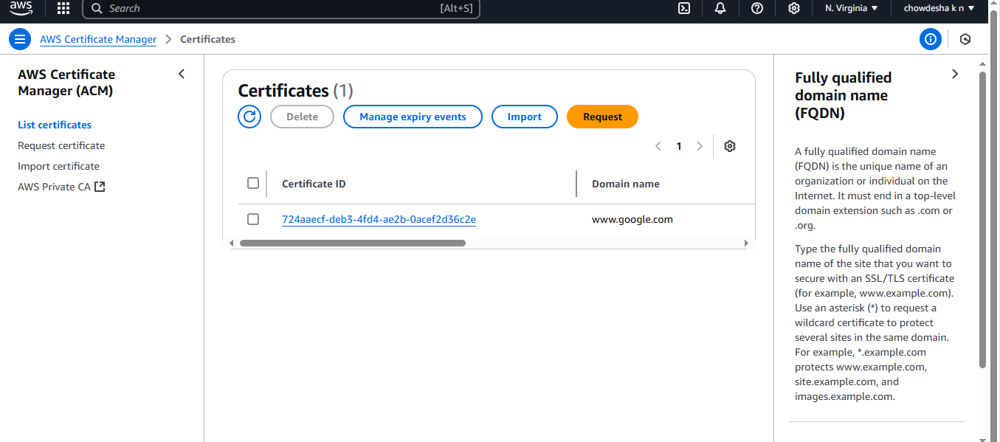 aws
Search
[Alt+S]
N. Virginia
chowdesha k n
AWS Certificate Manager
Certificates
AWS Certificate
Manager (ACM)
List certificates
Request certificate
Import certificate
AWS Private CA
Certificates (1)
Delete
Manage expiry events
Import
Request
1
Certificate ID
Domain name
724aaecf-deb3-4fd4-ae2b-0acef2d36c2e
www.google.com
Fully qualified
domain name
(FQDN)
A fully qualified domain name
(FQDN) is the unique name of an
organization or individual on the
Internet. It must end in a top-level
domain extension such as .com or
.org.
Type the fully qualified domain
name of the site that you want to
secure with an SSL/TLS certificate
(for example, www.example.com).
Use an asterisk (*) to request a
wildcard certificate to protect
several sites in the same domain.
For example, *.example.com
protects www.example.com,
site.example.com, and
images.example.com.